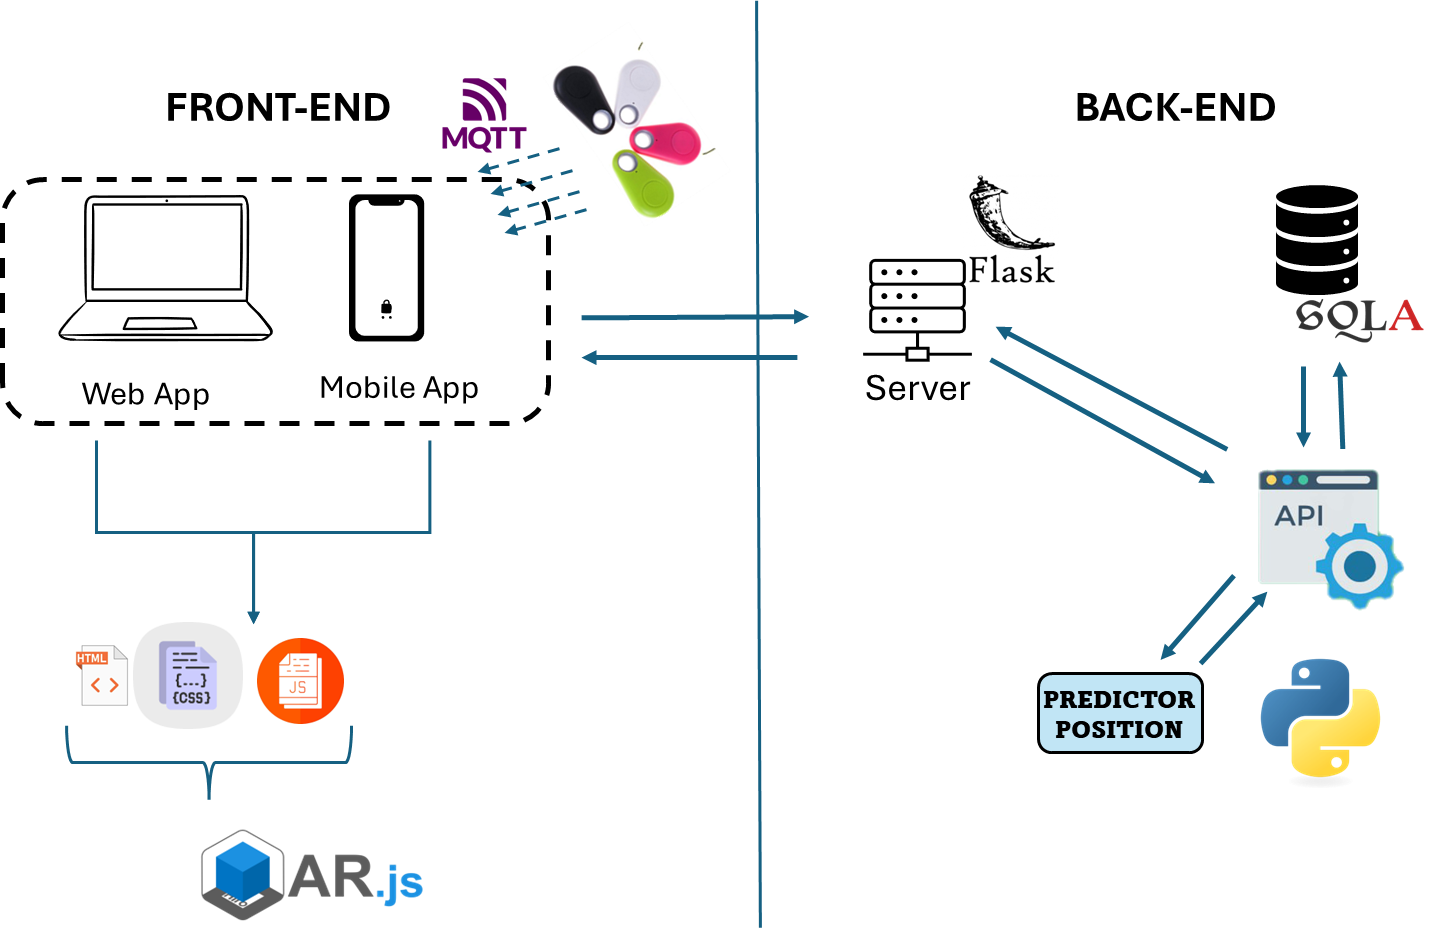 FRONT-END
MQTT
BACK-END
Flask
SQLA
Web App
Mobile App
Server
API
HTML
{...}
{CSS}
JS
PREDICTOR
POSITION
AR.js